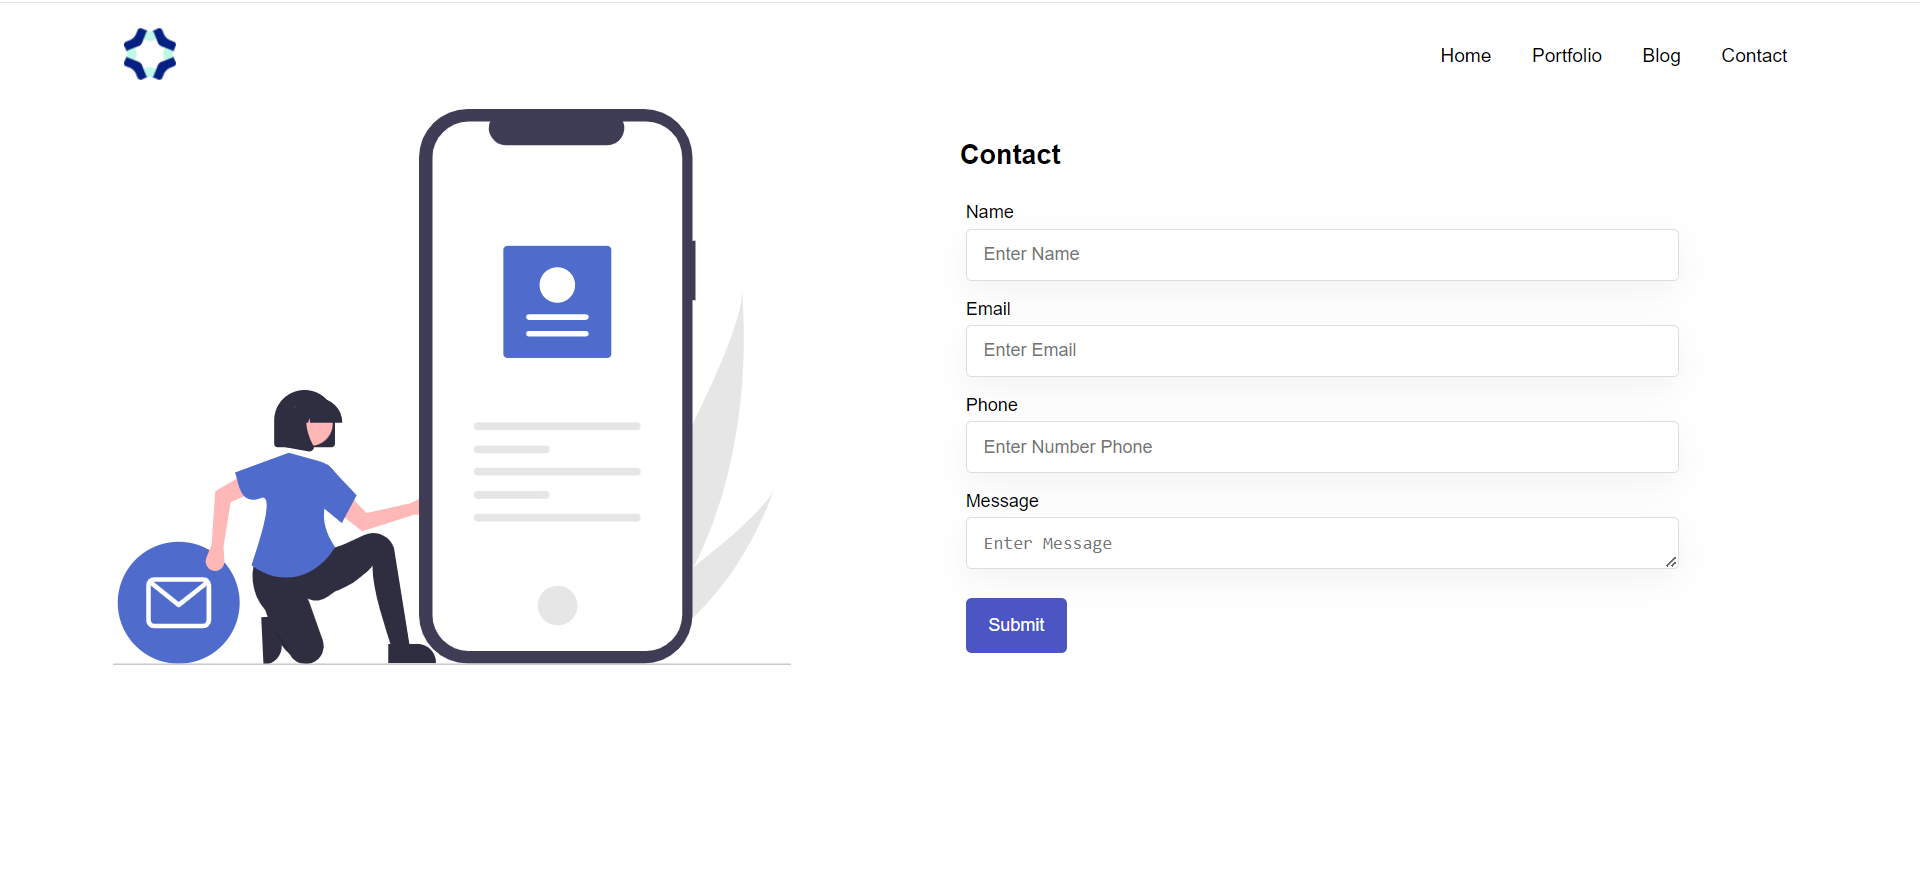 Home Portfolio Blog Contact
Contact
Name
Enter Name
Email
Enter Email
Phone
Enter Number Phone
Message
Enter Message
Submit